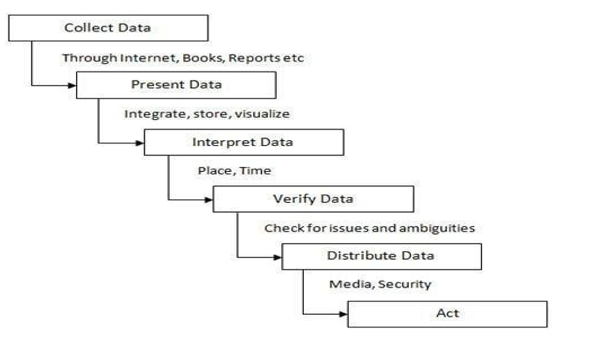 Collect Data
Through Internet, Books, Reports etc
Present Data
Integrate, store, visualize
Interpret Data
Place, Time
Verify Data
Check for issues and ambiguities
Distribute Data
Media, Security
Act